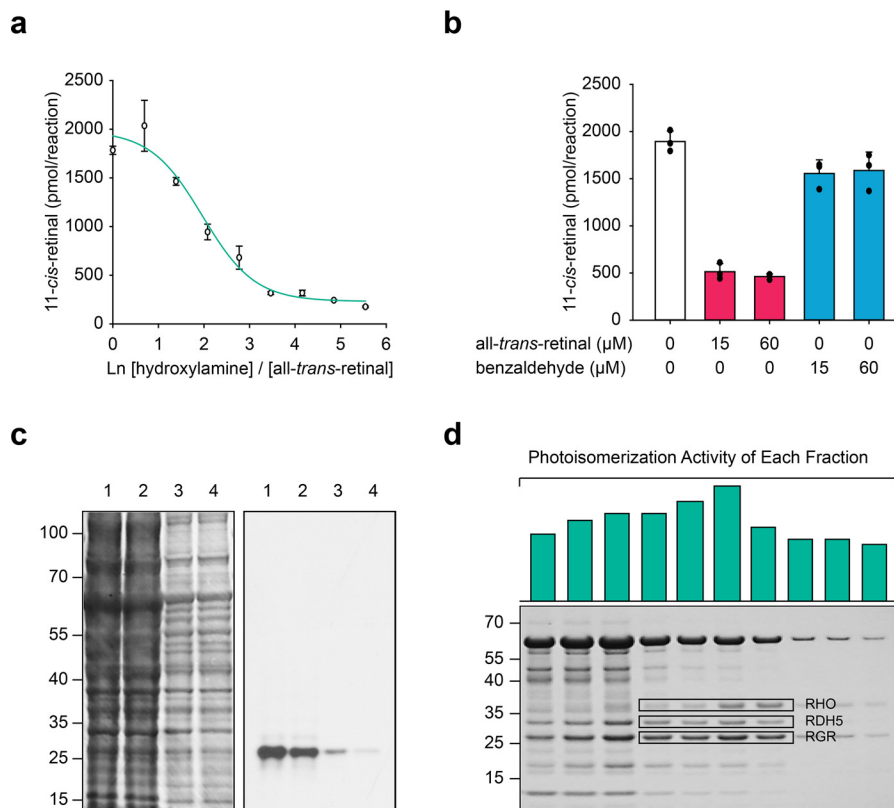 a
2500
2000
1500
1000
500
0
11-cis-retinal (pmol/reaction)
0 1 2 3 4 5 6
Ln [hydroxylamine] / [all-trans-retinal]
b
2500
2000
1500
1000
500
0
11-cis-retinal (pmol/reaction)
all-trans-retinal (µM) 0 15 60 0 0
benzaldehyde (µM) 0 0 0 15 60
c
1 2 3 4 1 2 3 4
100
70
55
40
35
25
15
d
Photoisomerization Activity of Each Fraction
70
55
40
35
25
15
RHO
RDH5
RGR